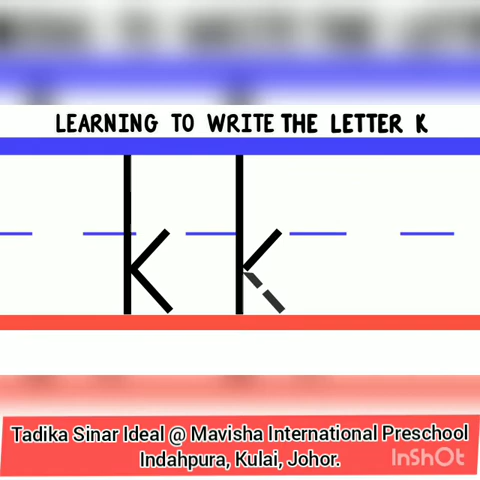 LEARNING TO WRITE THE LETTER K
k k
Tadika Sinar Ideal @ Mavisha International Preschool
Indahpura, Kulai, Johor.
InShOt